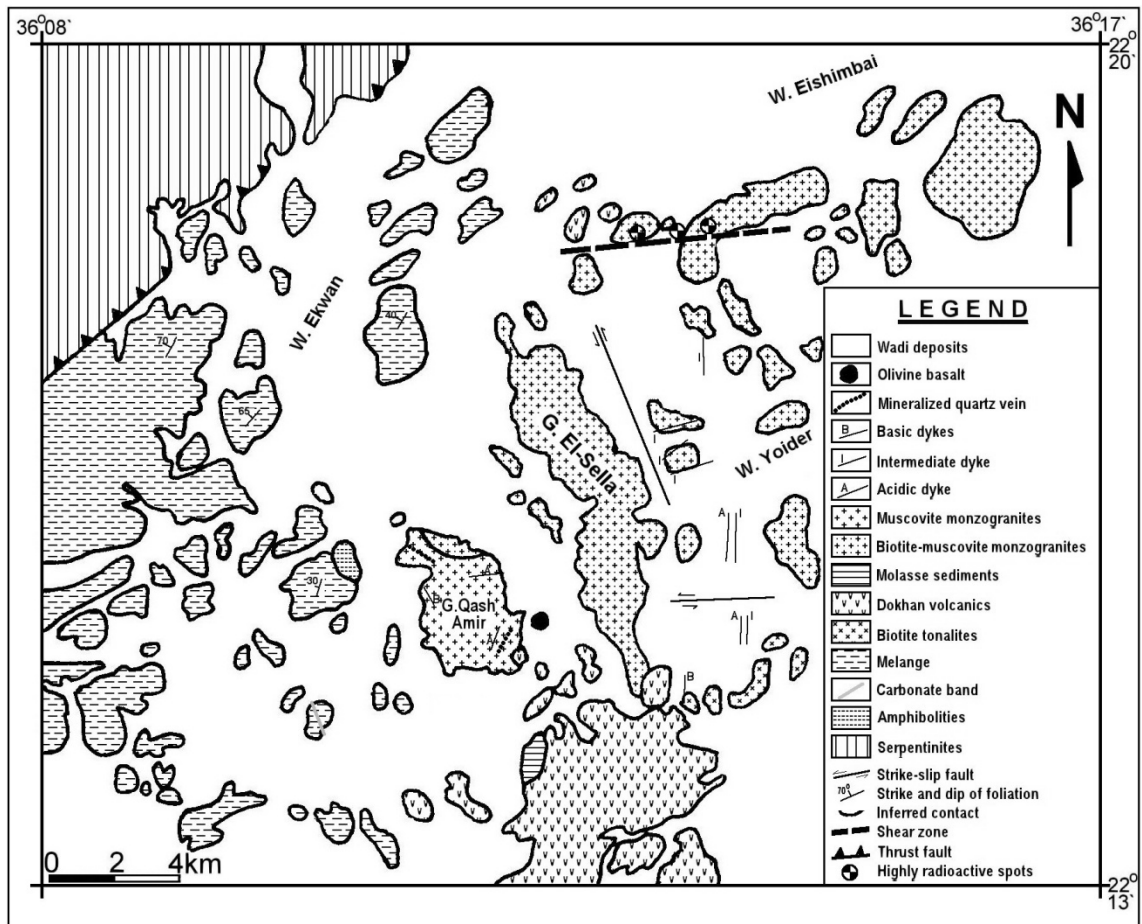 36°08`
36°17`
22°
20`
W. Eishimbai
N
W. Ekwan
40
70
65
G. El-Sella
I
I
I
W. Yoider
A I
A
30
B
G.Qash
Amir
A
A I
B
0 2 4km
22°
13`
LEGEND
Wadi deposits
Olivine basalt
Mineralized quartz vein
B Basic dykes
I Intermediate dyke
A Acidic dyke
Muscovite monzogranites
Biotite-muscovite monzogranites
Molasse sediments
Dokhan volcanics
Biotite tonalites
Melange
Carbonate band
Amphibolities
Serpentinites
Strike-slip fault
70° Strike and dip of foliation
Inferred contact
Shear zone
Thrust fault
Highly radioactive spots